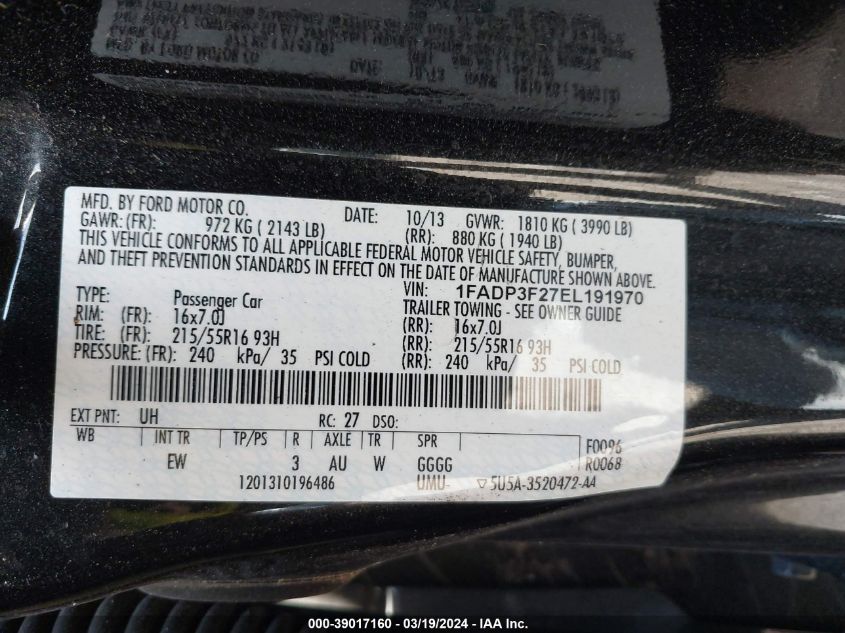 MFD. BY FORD MOTOR CO. DATE: 10/13 GVWR: 1810 KG ( 3990 LB)
GAWR: (FR): 972 KG ( 2143 LB) (RR): 880 KG ( 1940 LB)
THIS VEHICLE CONFORMS TO ALL APPLICABLE FEDERAL MOTOR VEHICLE SAFETY, BUMPER,
AND THEFT PREVENTION STANDARDS IN EFFECT ON THE DATE OF MANUFACTURE SHOWN ABOVE.
VIN: 1FADP3F27EL191970
TYPE: Passenger Car TRAILER TOWING - SEE OWNER GUIDE
RIM: (FR): 16x7.0J (RR): 16x7.0J
TIRE: (FR): 215/55R16 93H (RR): 215/55R16 93H
PRESSURE: (FR): 240 kPa/ 35 PSI COLD (RR): 240 kPa/ 35 PSI COLD
EXT PNT: UH RC: 27 DSO:
WB INT TR TP/PS R AXLE TR SPR F0096
EW 3 AU W GGGG R0068
1201310196486 UMU- ▽5U5A-3520472-AA
000-39017160 - 03/19/2024 - IAA Inc.